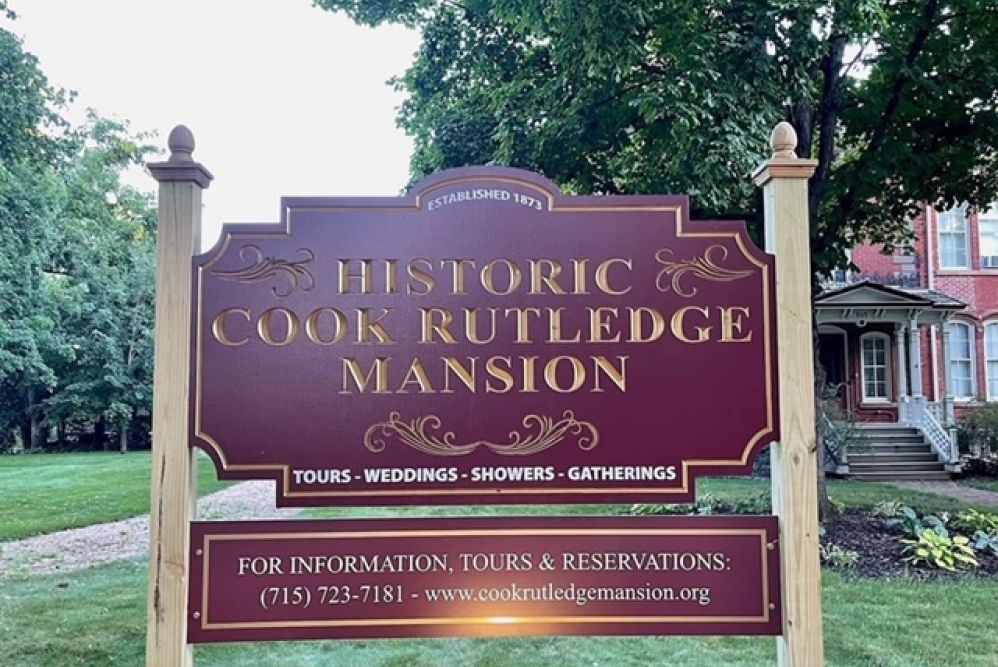 ESTABLISHED 1873
HISTORIC
COOK RUTLEDGE
MANSION
TOURS - WEDDINGS - SHOWERS - GATHERINGS
FOR INFORMATION, TOURS & RESERVATIONS:
(715) 723-7181 - www.cookrutledgemansion.org